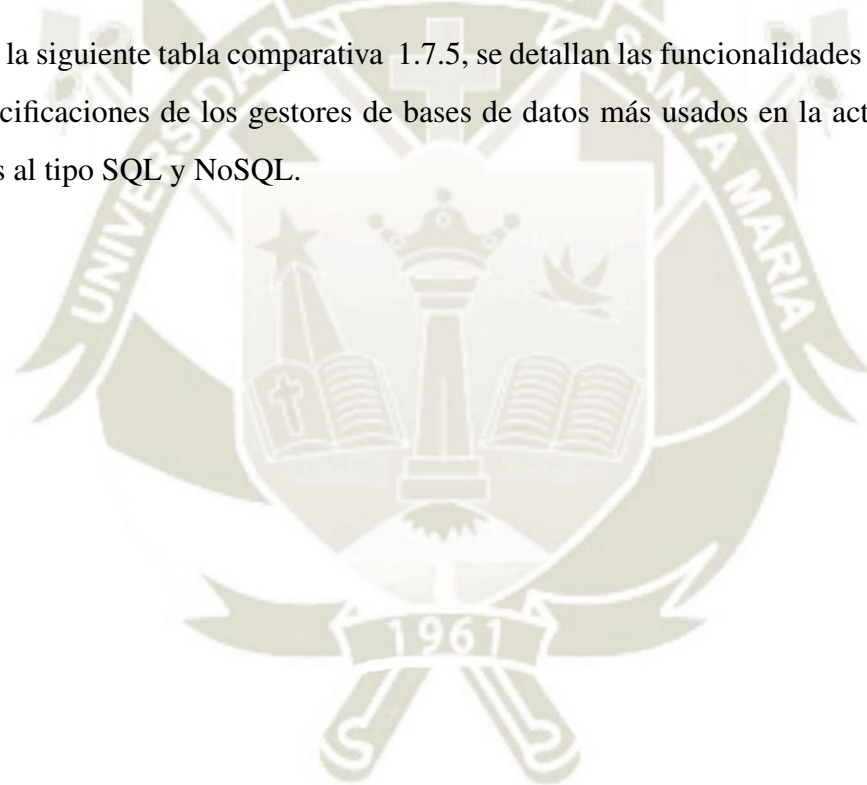 la siguiente tabla comparativa 1.7.5, se detallan las funcionalidades
cificaciones de los gestores de bases de datos más usados en la act
s al tipo SQL y NoSQL.
UNIVERSIDAD
SANTA MARIA
1961